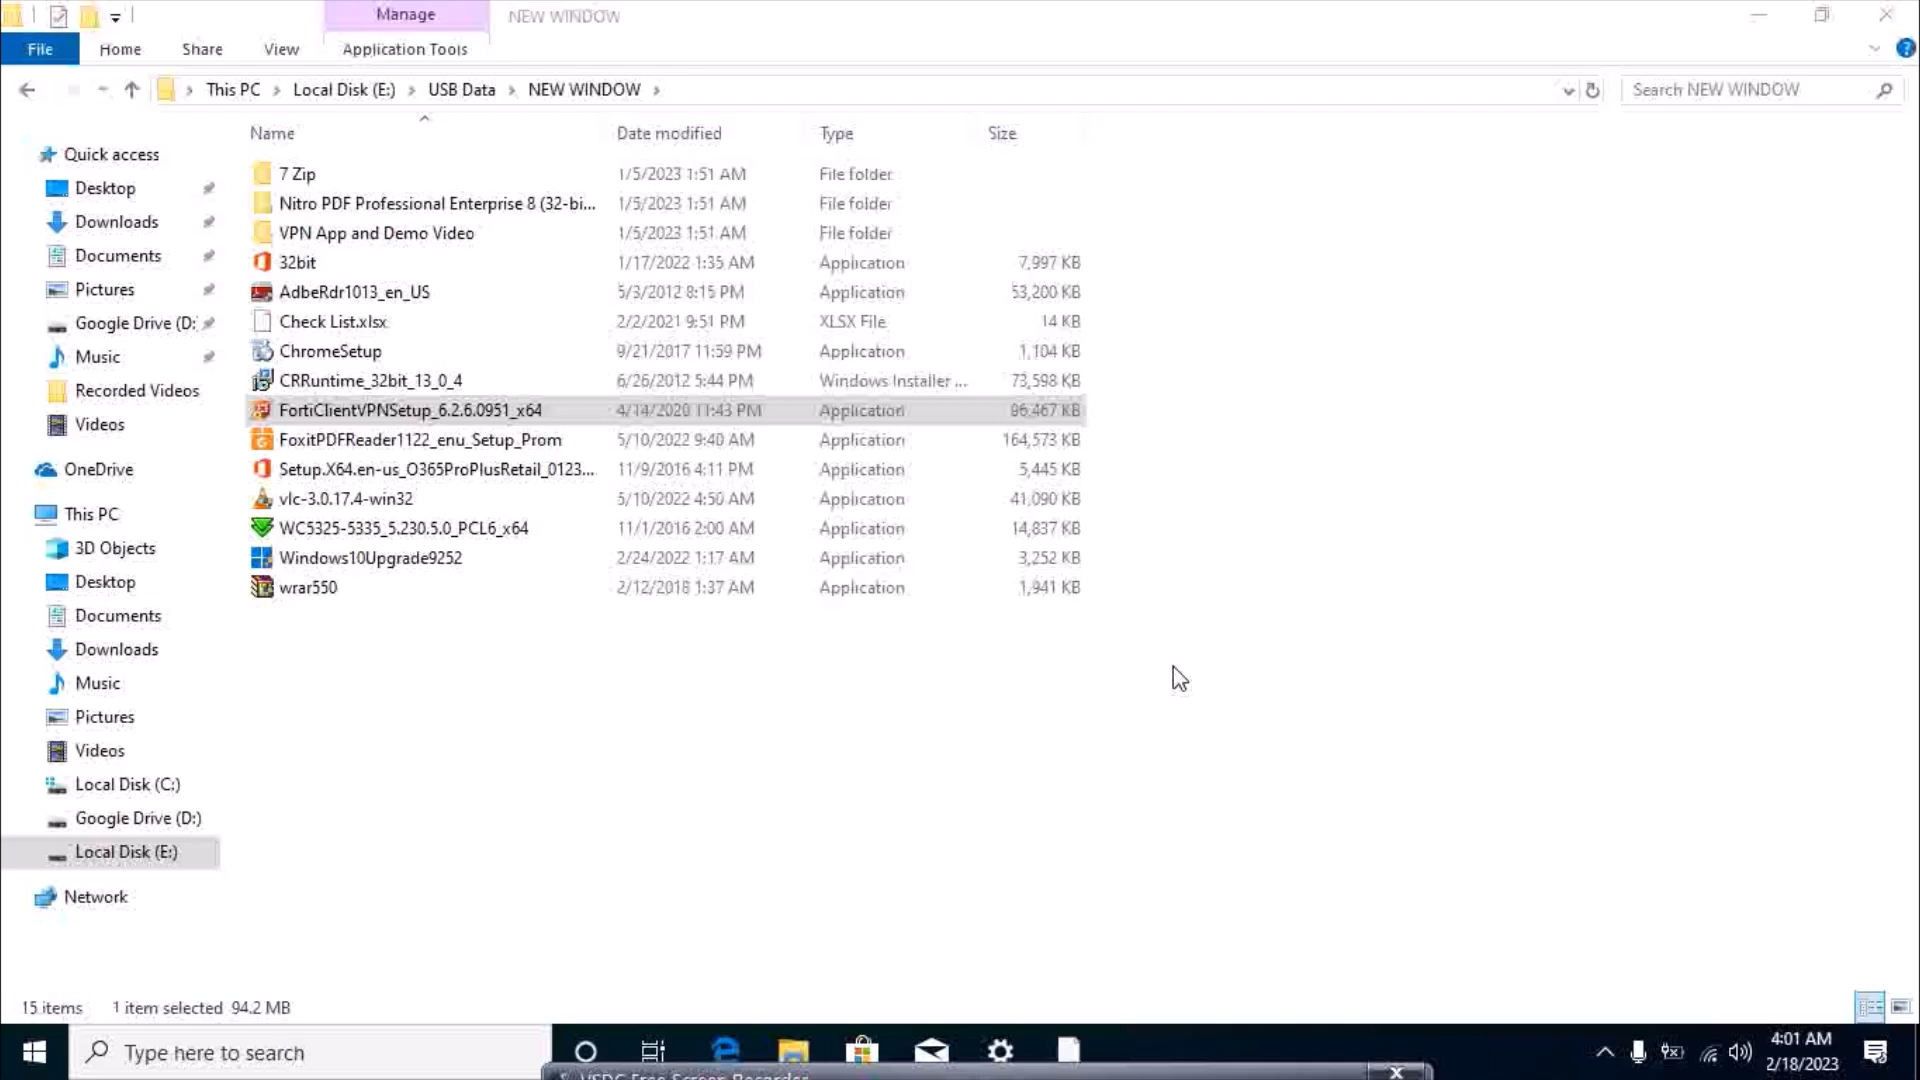 Manage
NEW WINDOW
File
Home
Share
View
Application Tools
This PC
Local Disk (E:)
USB Data
NEW WINDOW
Search NEW WINDOW
Name
Date modified
Type
Size
Quick access
Desktop
Downloads
Documents
Pictures
Google Drive (D:
Music
Recorded Videos
Videos
OneDrive
This PC
3D Objects
Desktop
Documents
Downloads
Music
Pictures
Videos
Local Disk (C:)
Google Drive (D:)
Local Disk (E:)
Network
7 Zip 1/5/2023 1:51 AM File folder
Nitro PDF Professional Enterprise 8 (32-bi... 1/5/2023 1:51 AM File folder
VPN App and Demo Video 1/5/2023 1:51 AM File folder
32bit 1/17/2022 1:35 AM Application 7,997 KB
AdbeRdr1013_en_US 5/3/2012 8:15 PM Application 53,200 KB
Check List.xlsx 2/2/2021 9:51 PM XLSX File 14 KB
ChromeSetup 9/21/2017 11:59 PM Application 1,104 KB
CRRuntime_32bit_13_0_4 6/26/2012 5:44 PM Windows Installer ... 73,598 KB
FortiClientVPNSetup_6.2.6.0951_x64 4/14/2020 11:43 PM Application 96,467 KB
FoxitPDFReader1122_enu_Setup_Prom 5/10/2022 9:40 AM Application 164,573 KB
Setup.X64.en-us_O365ProPlusRetail_0123... 11/9/2016 4:11 PM Application 5,445 KB
vlc-3.0.17.4-win32 5/10/2022 4:50 AM Application 41,090 KB
WC5325-5335_5.230.5.0_PCL6_x64 11/1/2016 2:00 AM Application 14,837 KB
Windows10Upgrade9252 2/24/2022 1:17 AM Application 3,252 KB
wrar550 2/12/2018 1:37 AM Application 1,941 KB
15 items
1 item selected 94.2 MB
Type here to search
VSDC Free Screen Recorder
4:01 AM
2/18/2023